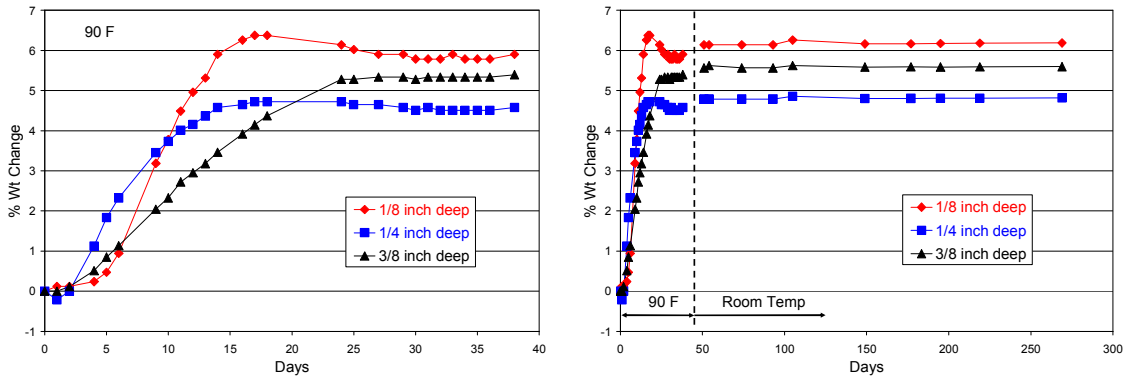 7
6
5
4
3
2
1
0
-1
% Wt Change
90 F
1/8 inch deep
1/4 inch deep
3/8 inch deep
0 5 10 15 20 25 30 35 40
Days
7
6
5
4
3
2
1
0
-1
% Wt Change
1/8 inch deep
1/4 inch deep
3/8 inch deep
90 F Room Temp
0 50 100 150 200 250 300
Days